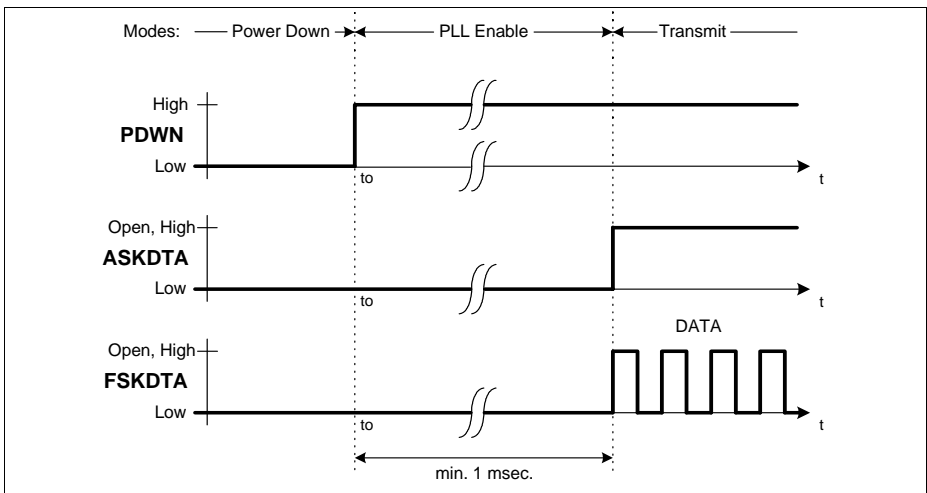 Modes: Power Down PLL Enable Transmit
High
PDWN
Low
to
t
Open, High
ASKDTA
Low
to
t
DATA
Open, High
FSKDTA
Low
to
t
min. 1 msec.